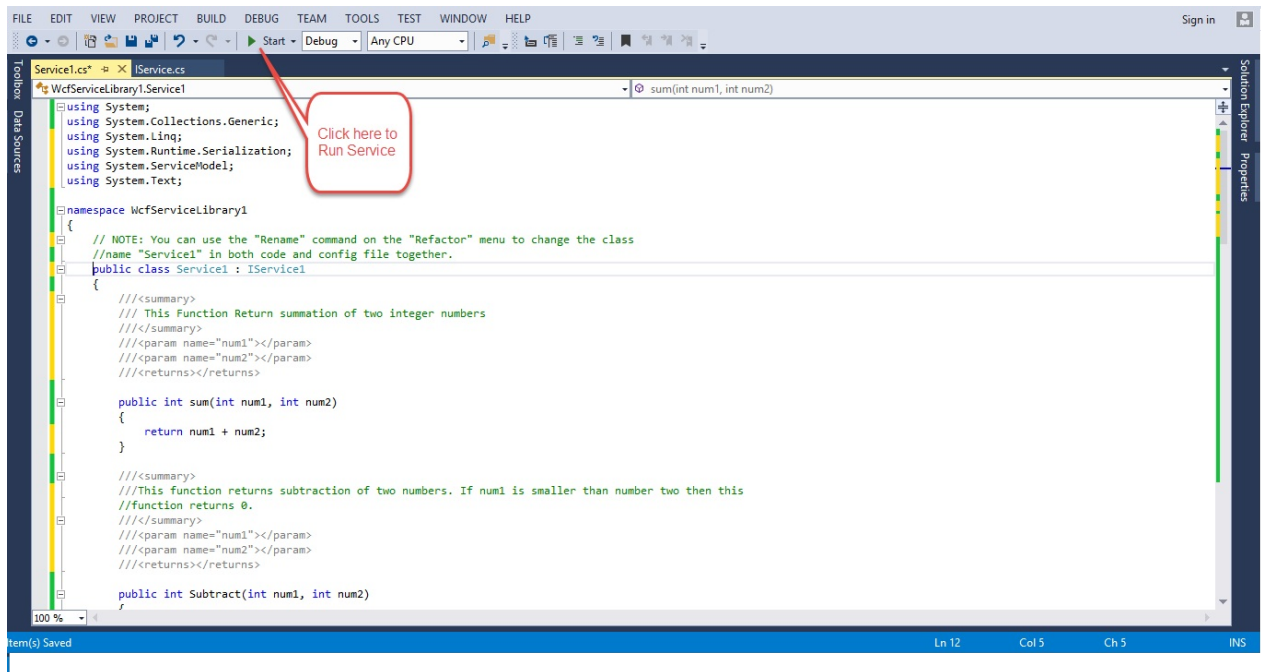 FILE EDIT VIEW PROJECT BUILD DEBUG TEAM TOOLS TEST WINDOW HELP Sign in
Start Debug Any CPU
Toolbox
Data Sources
Service1.cs* IService.cs
WcfServiceLibrary1.Service1 sum(int num1, int num2)
Click here to
Run Service
using System;
using System.Collections.Generic;
using System.Linq;
using System.Runtime.Serialization;
using System.ServiceModel;
using System.Text;
namespace WcfServiceLibrary1
{
// NOTE: You can use the "Rename" command on the "Refactor" menu to change the class
//name "Service1" in both code and config file together.
public class Service1 : IService1
{
///<summary>
/// This Function Return summation of two integer numbers
///</summary>
///<param name="num1"></param>
///<param name="num2"></param>
///<returns></returns>
public int sum(int num1, int num2)
{
return num1 + num2;
}
///<summary>
///This function returns subtraction of two numbers. If num1 is smaller than number two then this
//function returns 0.
///</summary>
///<param name="num1"></param>
///<param name="num2"></param>
///<returns></returns>
public int Subtract(int num1, int num2)
{
Solution Explorer
Properties
100 %
Item(s) Saved Ln 12 Col 5 Ch 5 INS